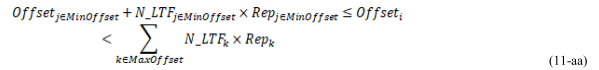 Offset_{j∈MinOffset} + N_LTF_{j∈MinOffset} × Rep_{j∈MinOffset} ≤ Offset_i
< ∑_{k∈MaxOffset} N_LTF_k × Rep_k (11-aa)